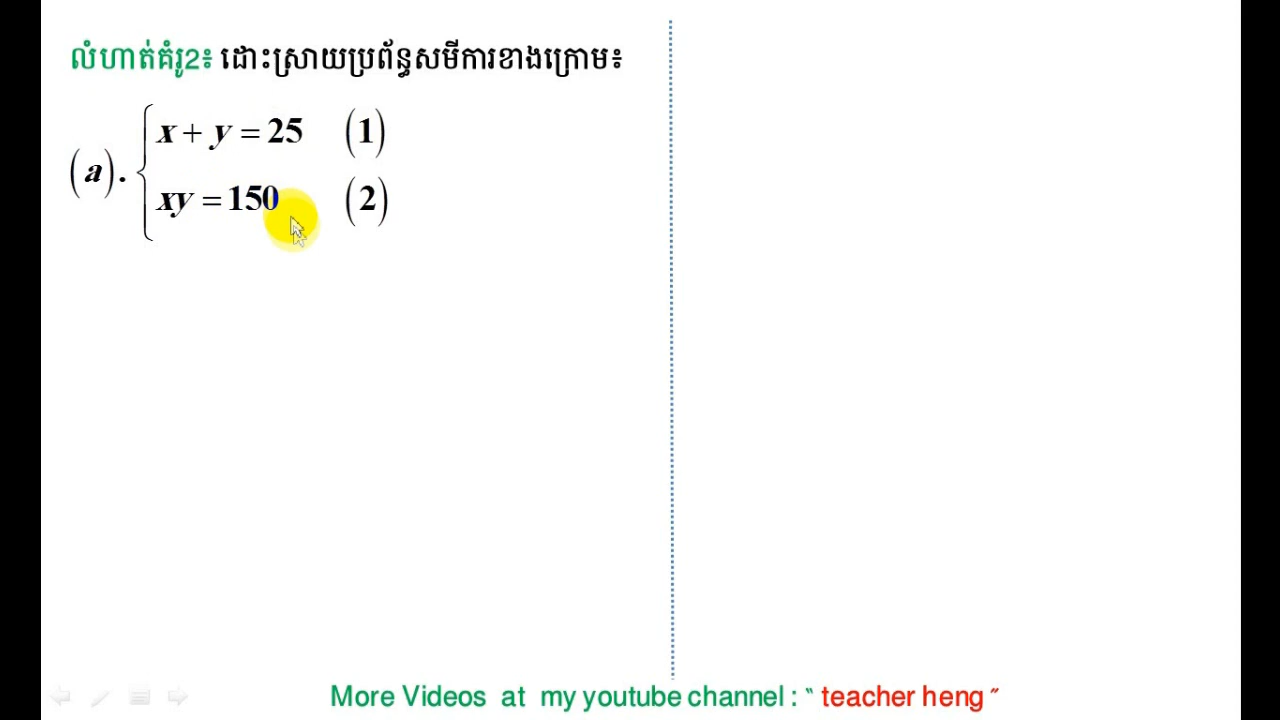 លំហាត់គំរូ2៖ ដោះស្រាយប្រព័ន្ធសមីការខាងក្រោម៖
x + y = 25 (1)
(a).
xy = 150 (2)
More Videos at my youtube channel : " teacher heng "